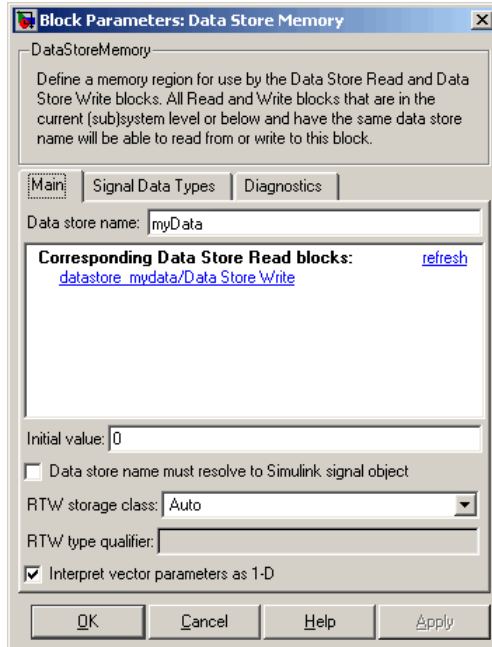 Block Parameters: Data Store Memory
DataStoreMemory
Define a memory region for use by the Data Store Read and Data
Store Write blocks. All Read and Write blocks that are in the
current (sub)system level or below and have the same data store
name will be able to read from or write to this block.
Main Signal Data Types Diagnostics
Data store name: myData
Corresponding Data Store Read blocks: refresh
datastore_mydata/Data Store Write
Initial value: 0
Data store name must resolve to Simulink signal object
RTW storage class: Auto
RTW type qualifier:
Interpret vector parameters as 1-D
OK Cancel Help Apply